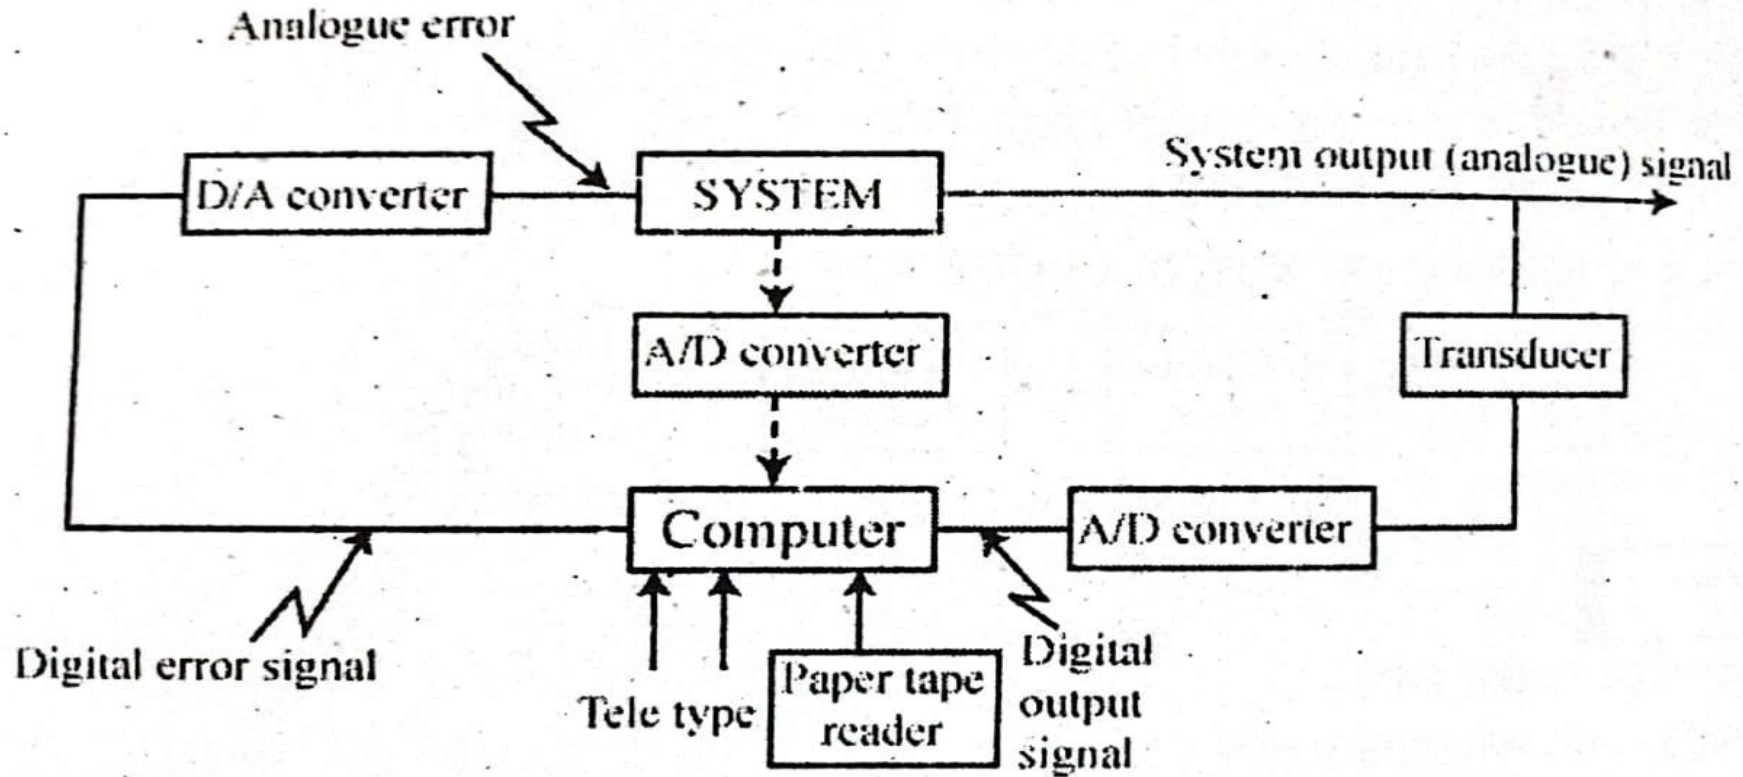 Analogue error
System output (analogue) signal
D/A converter
SYSTEM
A/D converter
Transducer
Computer
A/D converter
Digital error signal
Tele type
Paper tape
reader
Digital
output
signal